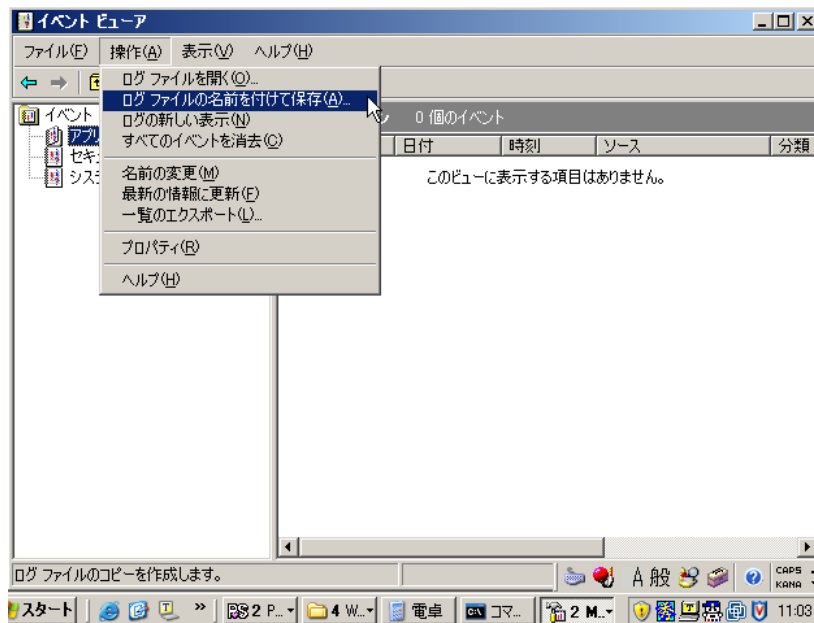 イベント ビューア
ファイル(F) 操作(A) 表示(V) ヘルプ(H)
ログ ファイルを開く(O)...
ログ ファイルの名前を付けて保存(A)...
ログの新しい表示(N)
すべてのイベントを消去(C)
名前の変更(M)
最新の情報に更新(F)
一覧のエクスポート(L)...
プロパティ(R)
ヘルプ(H)
イベント
アプリ
セキ
システ
0 個のイベント
日付 時刻 ソース 分類
このビューに表示する項目はありません。
ログ ファイルのコピーを作成します。
A 般 CAPS
KANA
スタート » 2 P... 4 W... 電卓 コマ... 2 M.. 11:03